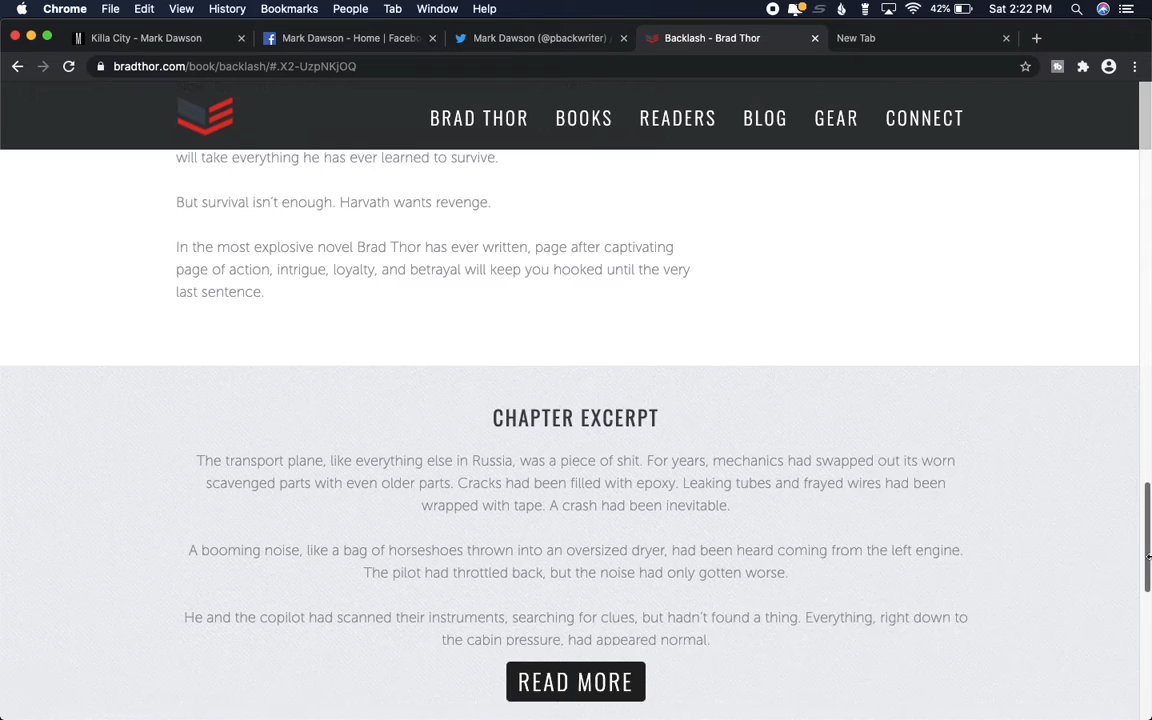 Chrome File Edit View History Bookmarks People Tab Window Help 42% Sat 2:22 PM
Killa City - Mark Dawson Mark Dawson - Home | Facebo Mark Dawson (@pbackwriter) / Backlash - Brad Thor New Tab
bradthor.com/book/backlash/#.X2-UzpNKjOQ
BRAD THOR BOOKS READERS BLOG GEAR CONNECT
will take everything he has ever learned to survive.
But survival isn't enough. Harvath wants revenge.
In the most explosive novel Brad Thor has ever written, page after captivating
page of action, intrigue, loyalty, and betrayal will keep you hooked until the very
last sentence.
CHAPTER EXCERPT
The transport plane, like everything else in Russia, was a piece of shit. For years, mechanics had swapped out its worn
scavenged parts with even older parts. Cracks had been filled with epoxy. Leaking tubes and frayed wires had been
wrapped with tape. A crash had been inevitable.
A booming noise, like a bag of horseshoes thrown into an oversized dryer, had been heard coming from the left engine.
The pilot had throttled back, but the noise had only gotten worse.
He and the copilot had scanned their instruments, searching for clues, but hadn't found a thing. Everything, right down to
the cabin pressure, had appeared normal.
READ MORE